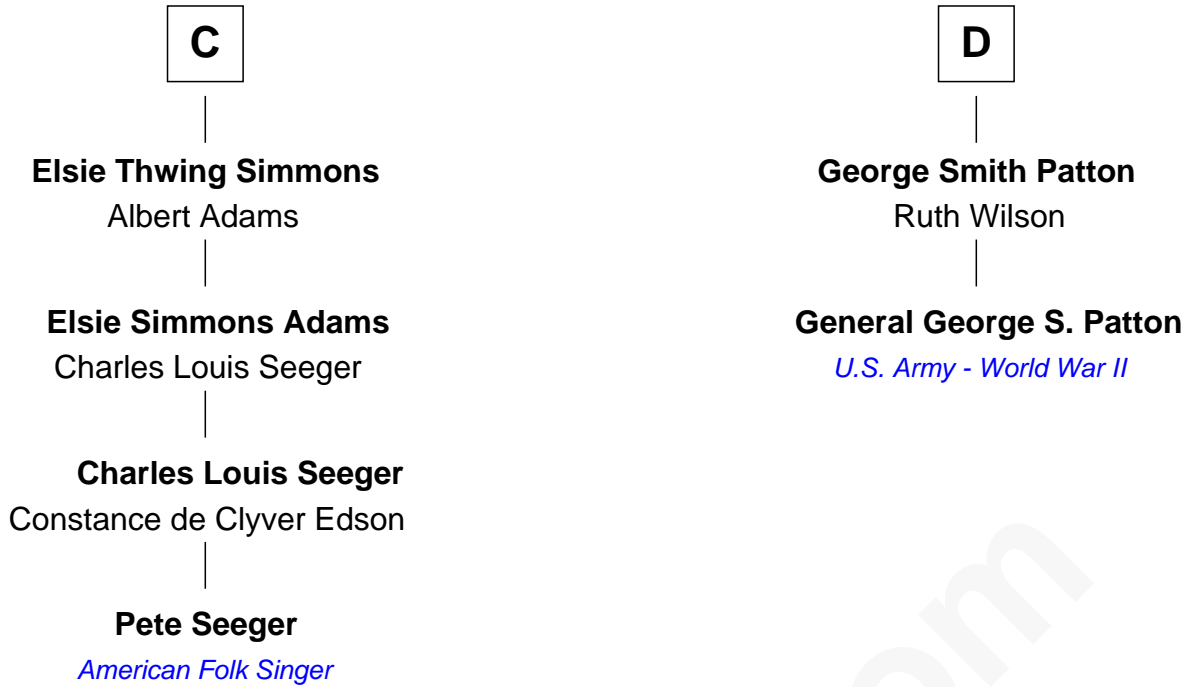 C
Elsie Thwing Simmons
Albert Adams
Elsie Simmons Adams
Charles Louis Seeger
Charles Louis Seeger
Constance de Clyver Edson
Pete Seeger
American Folk Singer
D
George Smith Patton
Ruth Wilson
General George S. Patton
U.S. Army - World War II
om